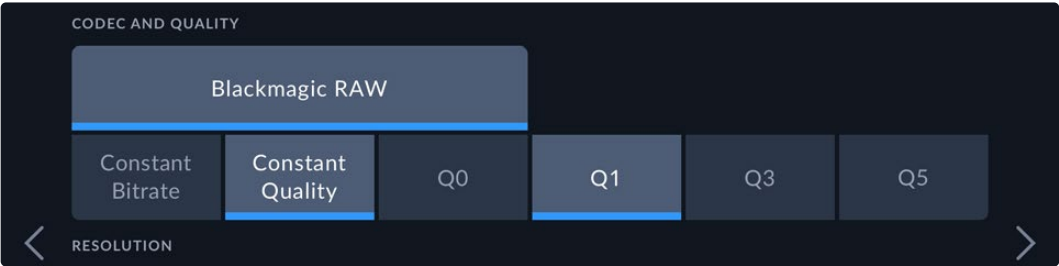 CODEC AND QUALITY
Blackmagic RAW
Constant
Bitrate
Constant
Quality
Q0
Q1
Q3
Q5
RESOLUTION